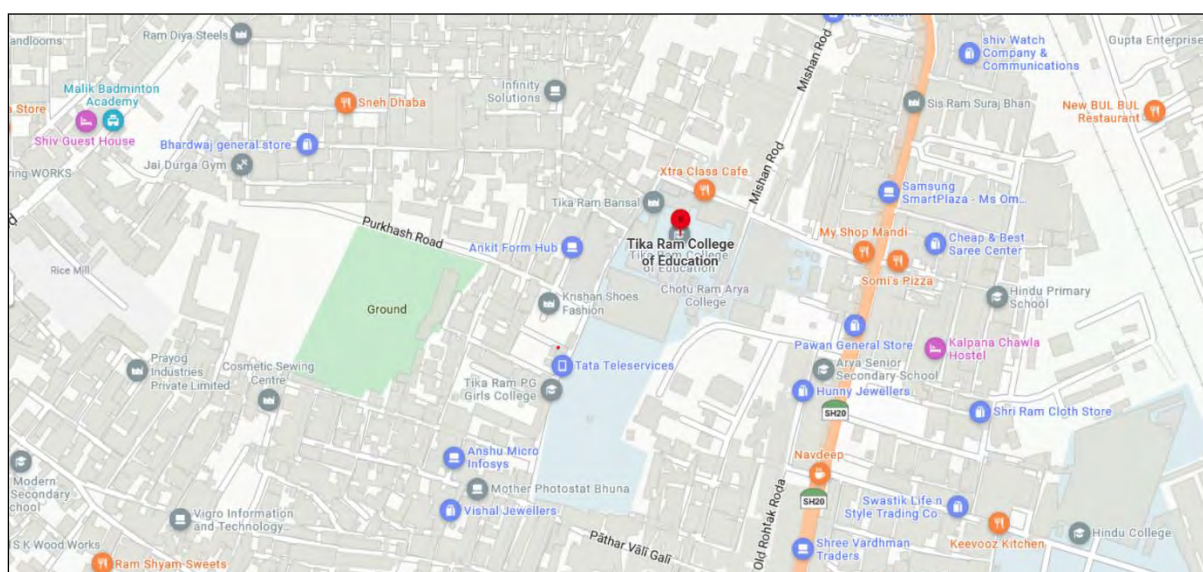 Ram Diya Steels
andlooms
Malik Badminton
Academy
a Store
Shiv Guest House
Sneh Dhaba
Bhardwaj general store
Jai Durga Gym
ring WORKS
Infinity
Solutions
Mishan Rod
shiv Watch
Company &
Communications
Gupta Enterprise
Sis Ram Suraj Bhan
New BUL BUL
Restaurant
Xtra Class Cafe
Mishan Rod
Tika Ram Bansal
Samsung
SmartPlaza - Ms Om...
Purkhash Road
Ankit Form Hub
Tika Ram College
of Education
Tika Ram College
of Education
My Shop Mandi
Cheap & Best
Saree Center
Somi's Pizza
Rice Mill
Ground
Krishan Shoes
Fashion
Chotu Ram Arya
College
Hindu Primary
School
Pawan General Store
Kalpana Chawla
Hostel
Prayog
Industries
Private Limited
Cosmetic Sewing
Centre
Tata Teleservices
Tika Ram PG
Girls College
Arya Senior
Secondary School
Hunny Jewellers
SH20
Shri Ram Cloth Store
Anshu Micro
Infosys
Navdeep
Modern
Secondary
chool
Mother Photostat Bhuna
SH20
Vishal Jewellers
Vigro Information
and Technology...
Old Rohtak Roda
Swastik Life n
Style Trading Co
Keevooz Kitchen
Hindu College
I S K Wood Works
Pāthar Vālī Galī
Shree Vardhman
Traders
Ram Shyam Sweets